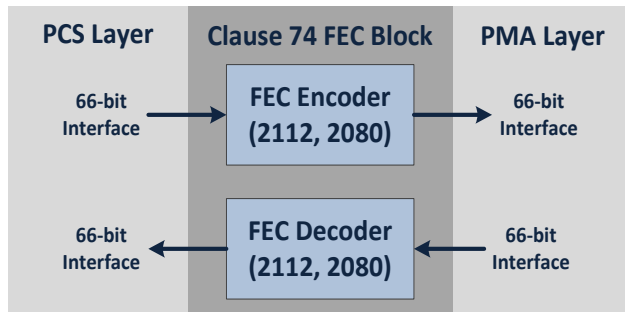 PCS Layer
Clause 74 FEC Block
PMA Layer
66-bit
Interface
FEC Encoder
(2112, 2080)
66-bit
Interface
66-bit
Interface
FEC Decoder
(2112, 2080)
66-bit
Interface